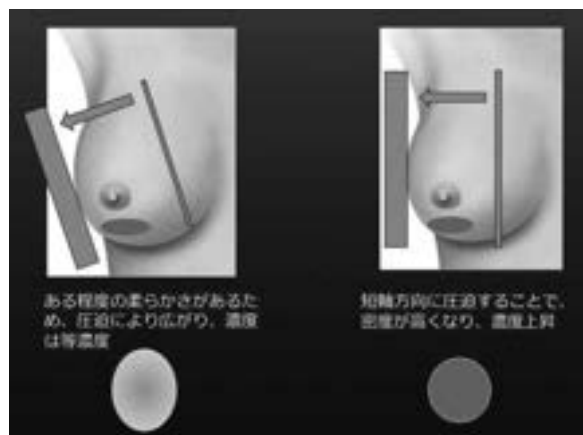 ある程度の柔らかさがあるた
め、圧迫により広がり、濃度
は等濃度
短軸方向に圧迫することで、
密度が高くなり、濃度上昇